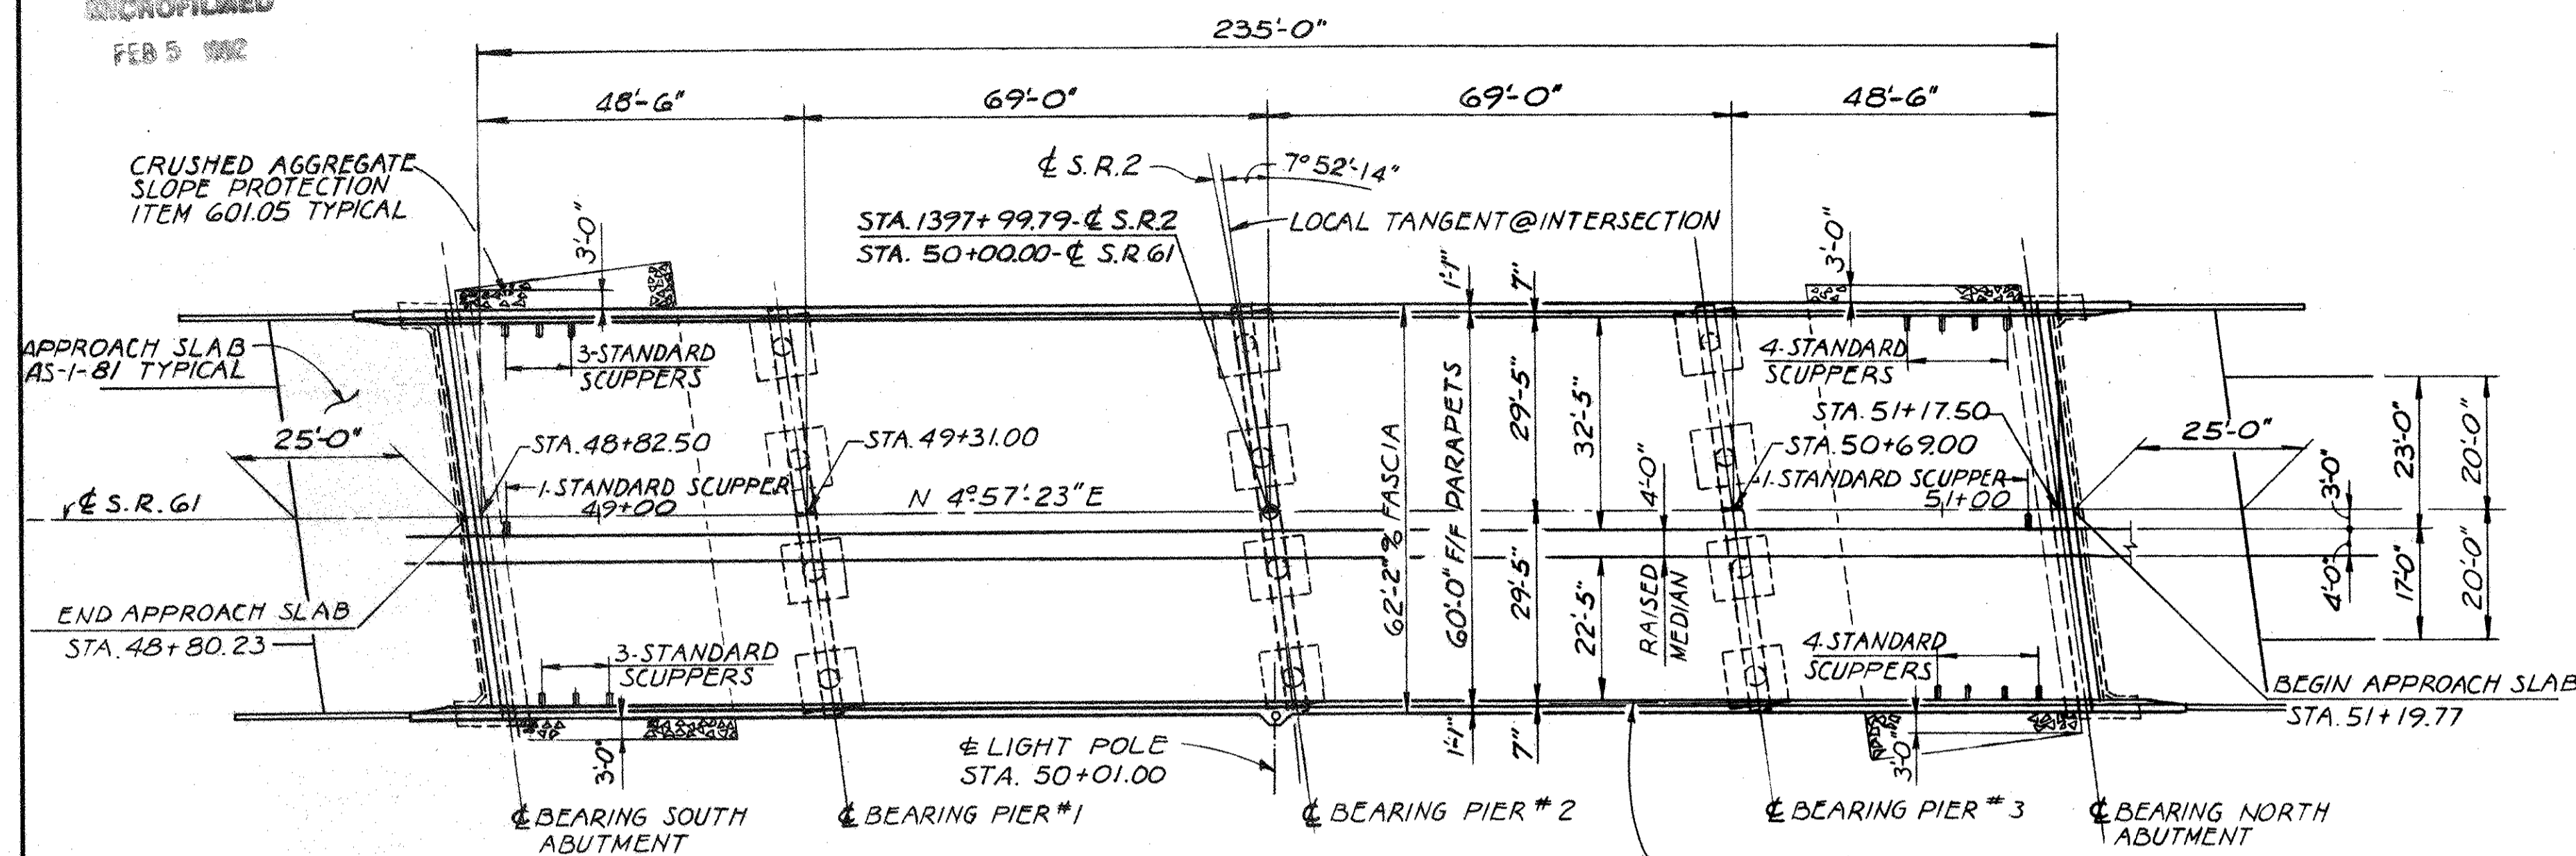 MICROFILMED
FEB 5
235'-0"
48'-6"
69'-0"
69'-0"
48'-6"
CRUSHED AGGREGATE
SLOPE PROTECTION
ITEM 601.05 TYPICAL
3'-0"
℄ S.R.2
7°52'-14"
STA. 1397+99.79-℄ S.R.2
STA. 50+00.00-℄ S.R.61
LOCAL TANGENT@INTERSECTION
1'-1"
7"
3'-0"
APPROACH SLAB
AS-1-81 TYPICAL
3-STANDARD
SCUPPERS
4-STANDARD
SCUPPERS
25'-0"
STA. 48+82.50
STA. 49+31.00
1-STANDARD SCUPPER
49+00
N 4°-57'-23" E
℄ S.R. 61
62'-2" % FASCIA
60'-0" F/F PARAPETS
29'-5"
32'-5"
4'-0"
STA. 51+17.50
STA. 50+69.00
1-STANDARD SCUPPER
51+00
25'-0"
3'-0"
23'-0"
20'-0"
END APPROACH SLAB
STA. 48+80.23
3-STANDARD
SCUPPERS
29'-5"
22'-5"
RAISED
MEDIAN
4-STANDARD
SCUPPERS
4'-0"
17'-0"
20'-0"
BEGIN APPROACH SLAB
STA. 51+19.77
3'-0"
℄ LIGHT POLE
STA. 50+01.00
1'-1"
7"
3'-0"
℄ BEARING SOUTH
ABUTMENT
℄ BEARING PIER #1
℄ BEARING PIER #2
℄ BEARING PIER #3
℄ BEARING NORTH
ABUTMENT